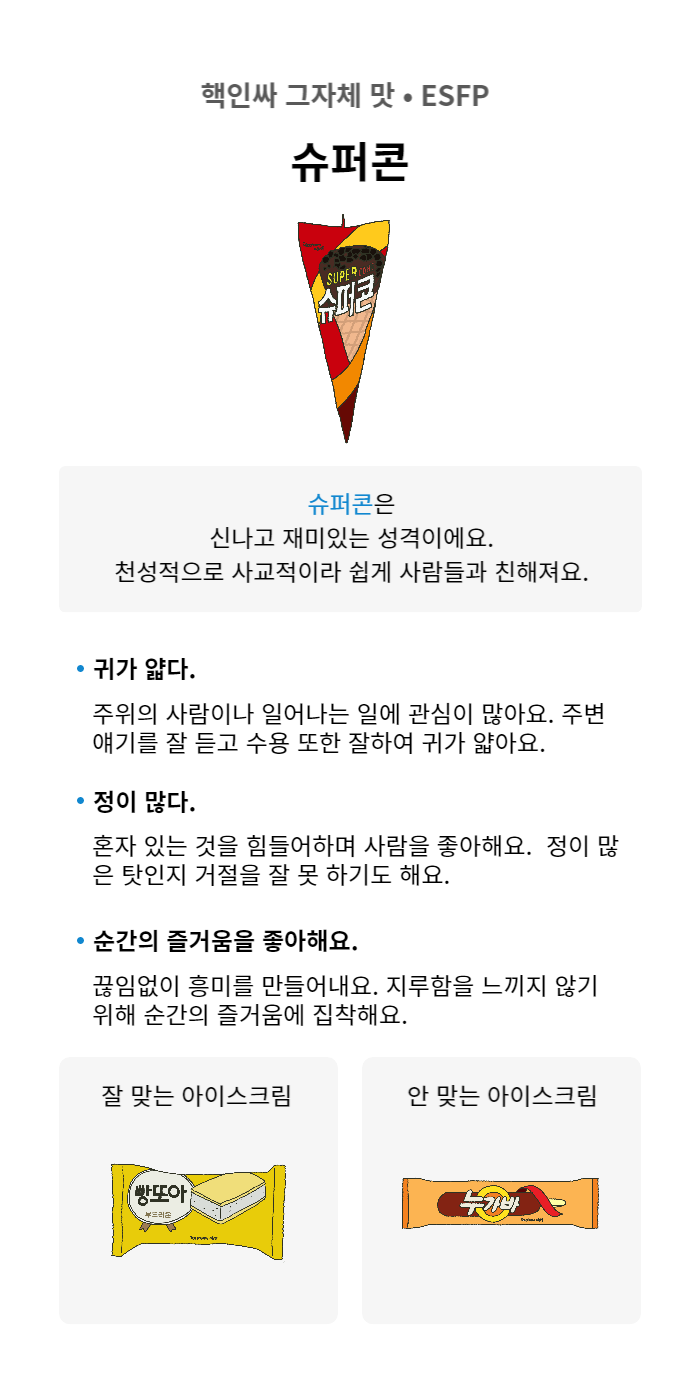 핵인싸 그자체 맛 • ESFP
슈퍼콘
SUPER
슈퍼콘
슈퍼콘은
신나고 재미있는 성격이에요.
천성적으로 사교적이라 쉽게 사람들과 친해져요.
• 귀가 얇다.
주위의 사람이나 일어나는 일에 관심이 많아요. 주변
얘기를 잘 듣고 수용 또한 잘하여 귀가 얇아요.
• 정이 많다.
혼자 있는 것을 힘들어하며 사람을 좋아해요. 정이 많
은 탓인지 거절을 잘 못 하기도 해요.
• 순간의 즐거움을 좋아해요.
끊임없이 흥미를 만들어내요. 지루함을 느끼지 않기
위해 순간의 즐거움에 집착해요.
잘 맞는 아이스크림
빵또아
부드러운
안 맞는 아이스크림
누가바